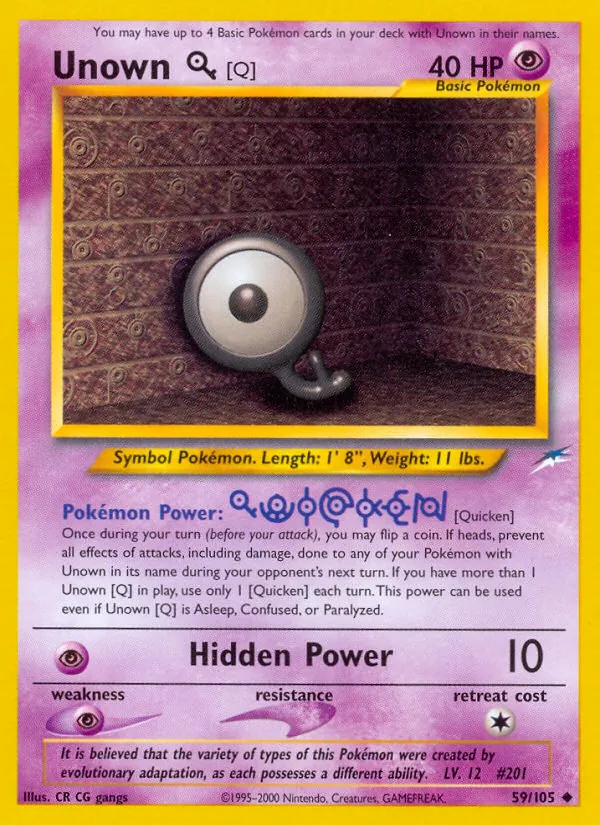 You may have up to 4 Basic Pokémon cards in your deck with Unown in their names.
Unown Q [Q] 40 HP
Basic Pokémon
Symbol Pokémon. Length: 1' 8", Weight: 11 lbs.
Pokémon Power: QUICKEN [Quicken]
Once during your turn (before your attack), you may flip a coin. If heads, prevent
all effects of attacks, including damage, done to any of your Pokémon with
Unown in its name during your opponent's next turn. If you have more than 1
Unown [Q] in play, use only 1 [Quicken] each turn. This power can be used
even if Unown [Q] is Asleep, Confused, or Paralyzed.
Hidden Power 10
weakness resistance retreat cost
It is believed that the variety of types of this Pokémon were created by
evolutionary adaptation, as each possesses a different ability. LV. 12 #201
Illus. CR CG gangs ©1995-2000 Nintendo, Creatures, GAMEFREAK. 59/105 ◆